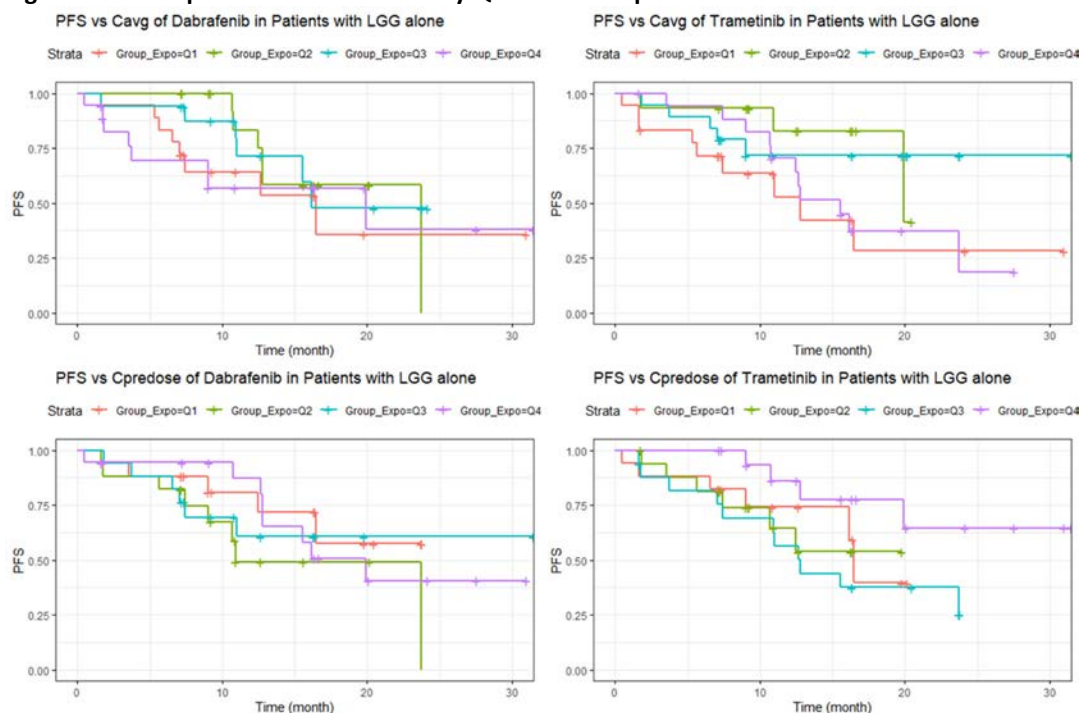 PFS vs Cavg of Dabrafenib in Patients with LGG alone
Strata Group_Expo=Q1 Group_Expo=Q2 Group_Expo=Q3 Group_Expo=Q4
1.00
0.75
0.50
0.25
0.00
PFS
0 10 20 30
Time (month)
PFS vs Cavg of Trametinib in Patients with LGG alone
Strata Group_Expo=Q1 Group_Expo=Q2 Group_Expo=Q3 Group_Expo=Q4
1.00
0.75
0.50
0.25
0.00
PFS
0 10 20 30
Time (month)
PFS vs Cpredose of Dabrafenib in Patients with LGG alone
Strata Group_Expo=Q1 Group_Expo=Q2 Group_Expo=Q3 Group_Expo=Q4
1.00
0.75
0.50
0.25
0.00
PFS
0 10 20 30
Time (month)
PFS vs Cpredose of Trametinib in Patients with LGG alone
Strata Group_Expo=Q1 Group_Expo=Q2 Group_Expo=Q3 Group_Expo=Q4
1.00
0.75
0.50
0.25
0.00
PFS
0 10 20 30
Time (month)